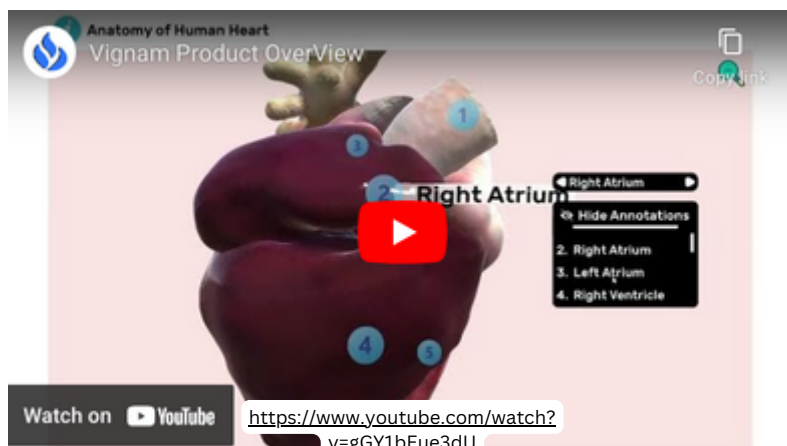 Anatomy of Human Heart
Vignam Product OverView
Copy link
1
3
2 Right Atrium
Right Atrium
Hide Annotations
2. Right Atrium
3. Left Atrium
4. Right Ventricle
4
5
Watch on YouTube
https://www.youtube.com/watch?